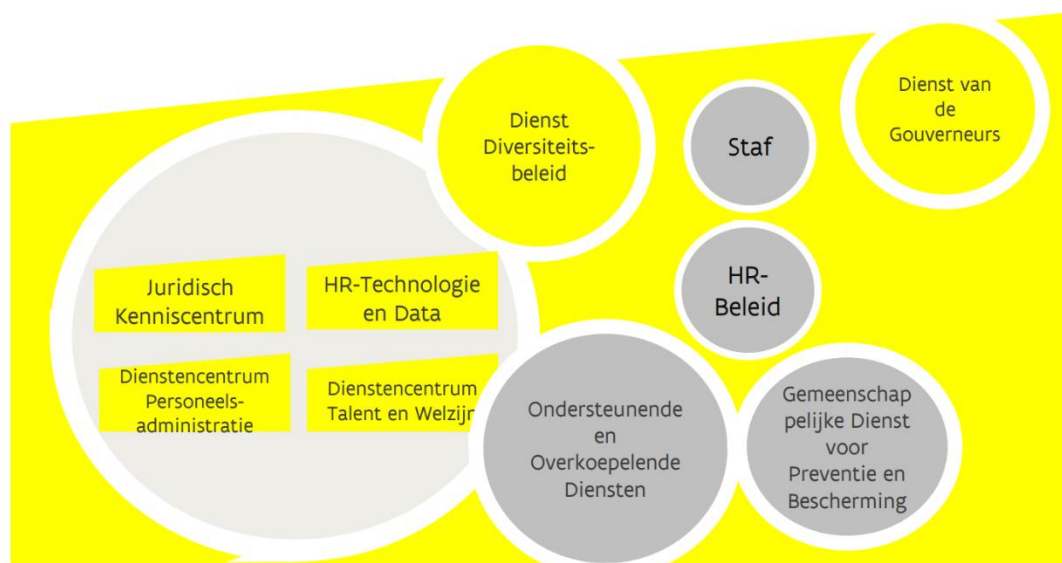 Dienst
Diversiteits-
beleid
Staf
Dienst van
de
Gouverneurs
HR-
Beleid
Juridisch
Kenniscentrum
HR-Technologie
en Data
Dienstencentrum
Personeels-
administratie
Dienstencentrum
Talent en Welzijn
Ondersteunende
en
Overkoepelende
Diensten
Gemeenschap
pelijke Dienst
voor
Preventie en
Bescherming